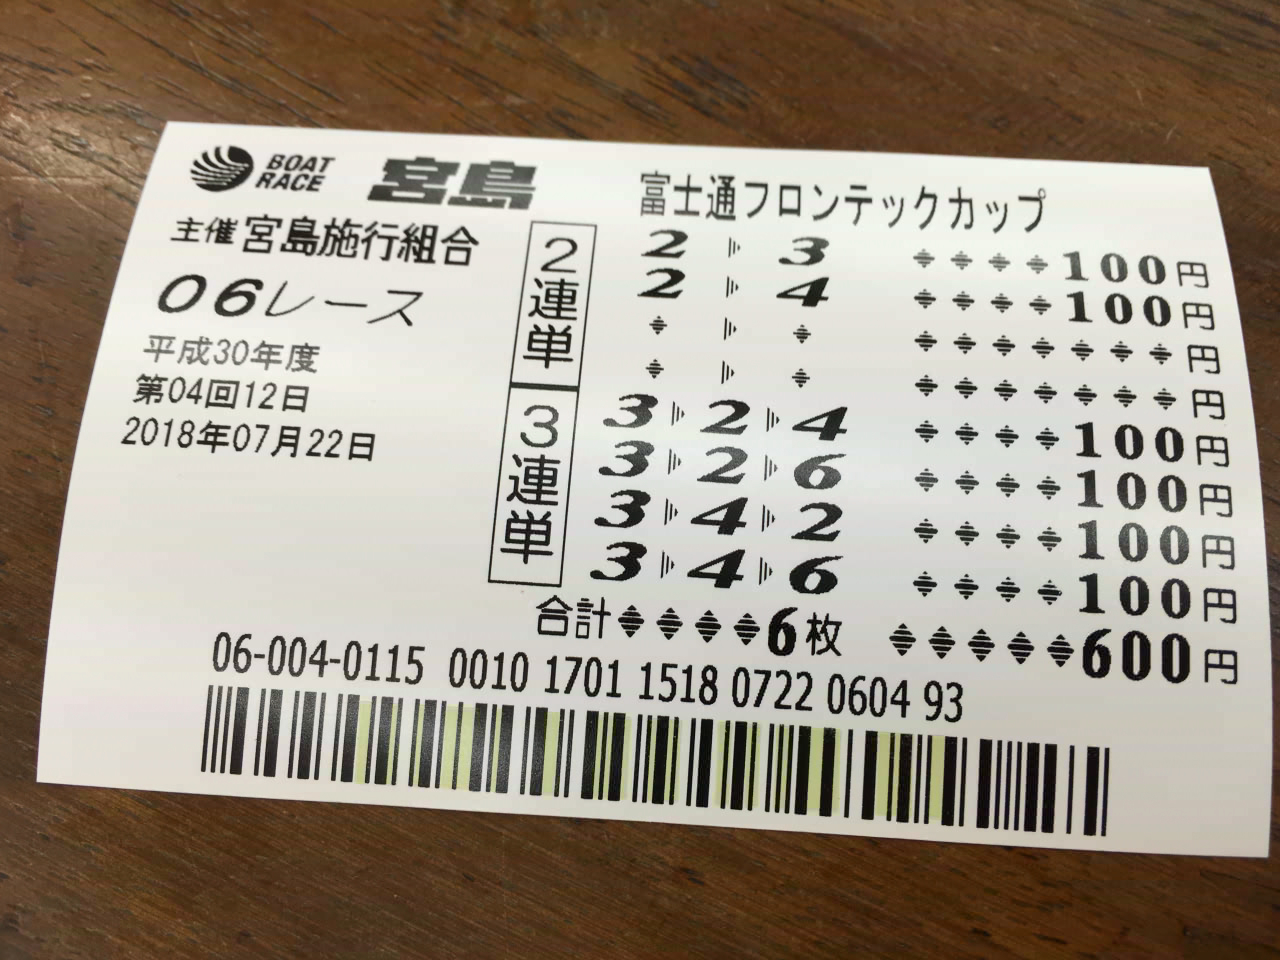 BOAT RACE 宮島
富士通フロンテックカップ
主催 宮島施行組合
06レース
平成30年度
第04回12日
2018年07月22日
2連単
2 ▷ 3 ◆◆◆◆100円
2 ▷ 4 ◆◆◆◆100円
◆ ▷ ◆ ◆◆◆◆◆◆◆円
◆ ▷ ◆ ◆◆◆◆◆◆◆円
3連単
3 ▷ 2 ▷ 4 ◆◆◆◆100円
3 ▷ 2 ▷ 6 ◆◆◆◆100円
3 ▷ 4 ▷ 2 ◆◆◆◆100円
3 ▷ 4 ▷ 6 ◆◆◆◆100円
合計◆◆◆◆6枚 ◆◆◆◆◆600円
06-004-0115 0010 1701 1518 0722 0604 93